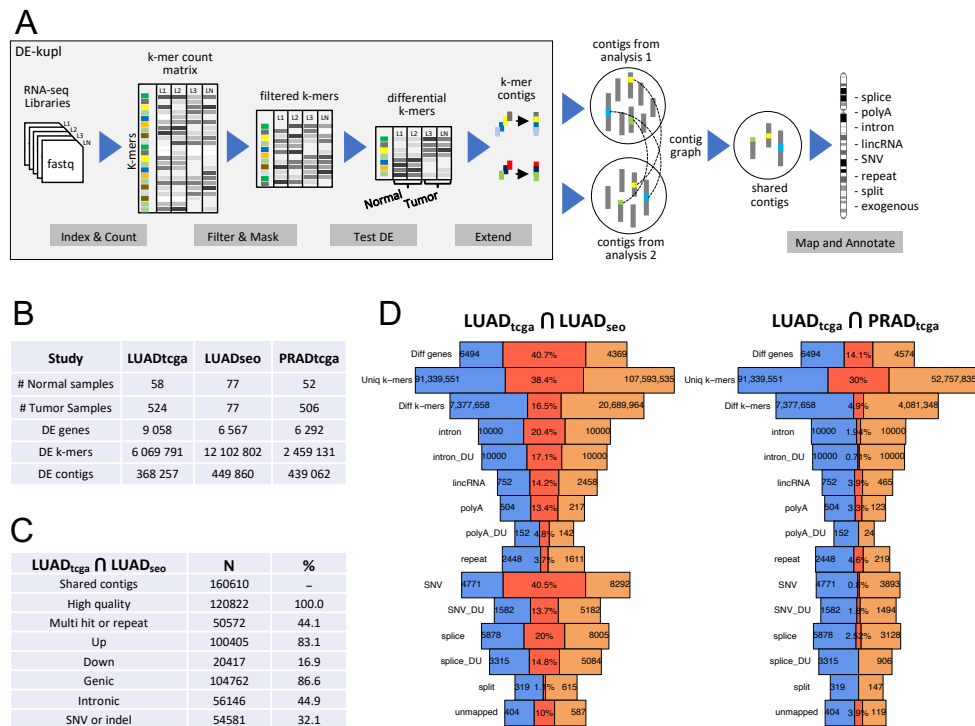 A
DE-kupl
RNA-seq
Libraries
L1
L2
L3
LN
fastq
k-mer count
matrix
L1 L2 L3 LN
K-mers
filtered k-mers
L1 L2 L3 LN
differential
k-mers
L1 L2 L3 LN
Normal Tumor
k-mer
contigs
Index & Count
Filter & Mask
Test DE
Extend
contigs from
analysis 1
contigs from
analysis 2
contig
graph
shared
contigs
- splice
- polyA
- intron
- lincRNA
- SNV
- repeat
- split
- exogenous
Map and Annotate
B
Study LUADtcga LUADseo PRADtcga
# Normal samples 58 77 52
# Tumor Samples 524 77 506
DE genes 9 058 6 567 6 292
DE k-mers 6 069 791 12 102 802 2 459 131
DE contigs 368 257 449 860 439 062
C
LUADtcga ⋂ LUADseo N %
Shared contigs 160610 –
High quality 120822 100.0
Multi hit or repeat 50572 44.1
Up 100405 83.1
Down 20417 16.9
Genic 104762 86.6
Intronic 56146 44.9
SNV or indel 54581 32.1
D
LUADtcga ⋂ LUADseo
Diff genes 6494 40.7% 4369
Uniq k-mers 91,339,551 38.4% 107,593,535
Diff k-mers 7,377,658 16.5% 20,689,964
intron 10000 20.4% 10000
intron_DU 10000 17.1% 10000
lincRNA 752 14.2% 2458
polyA 504 13.4% 217
polyA_DU 152 4.8% 142
repeat 2448 3.7% 1611
SNV 4771 40.5% 8292
SNV_DU 1582 13.7% 5182
splice 5878 20% 8005
splice_DU 3315 14.8% 5084
split 319 615
unmapped 404 10% 587
LUADtcga ⋂ PRADtcga
Diff genes 6494 14.1% 4574
Uniq k-mers 91,339,551 30% 52,757,835
Diff k-mers 7,377,658 4.9% 4,081,348
intron 10000 1.94% 10000
intron_DU 10000 10000
lincRNA 752 3.9% 465
polyA 504 3.3% 123
polyA_DU 152 24
repeat 2448 4.6% 219
SNV 4771 3893
SNV_DU 1582 1494
splice 5878 2.52% 3128
splice_DU 3315 906
split 319 147
unmapped 404 3.9% 119